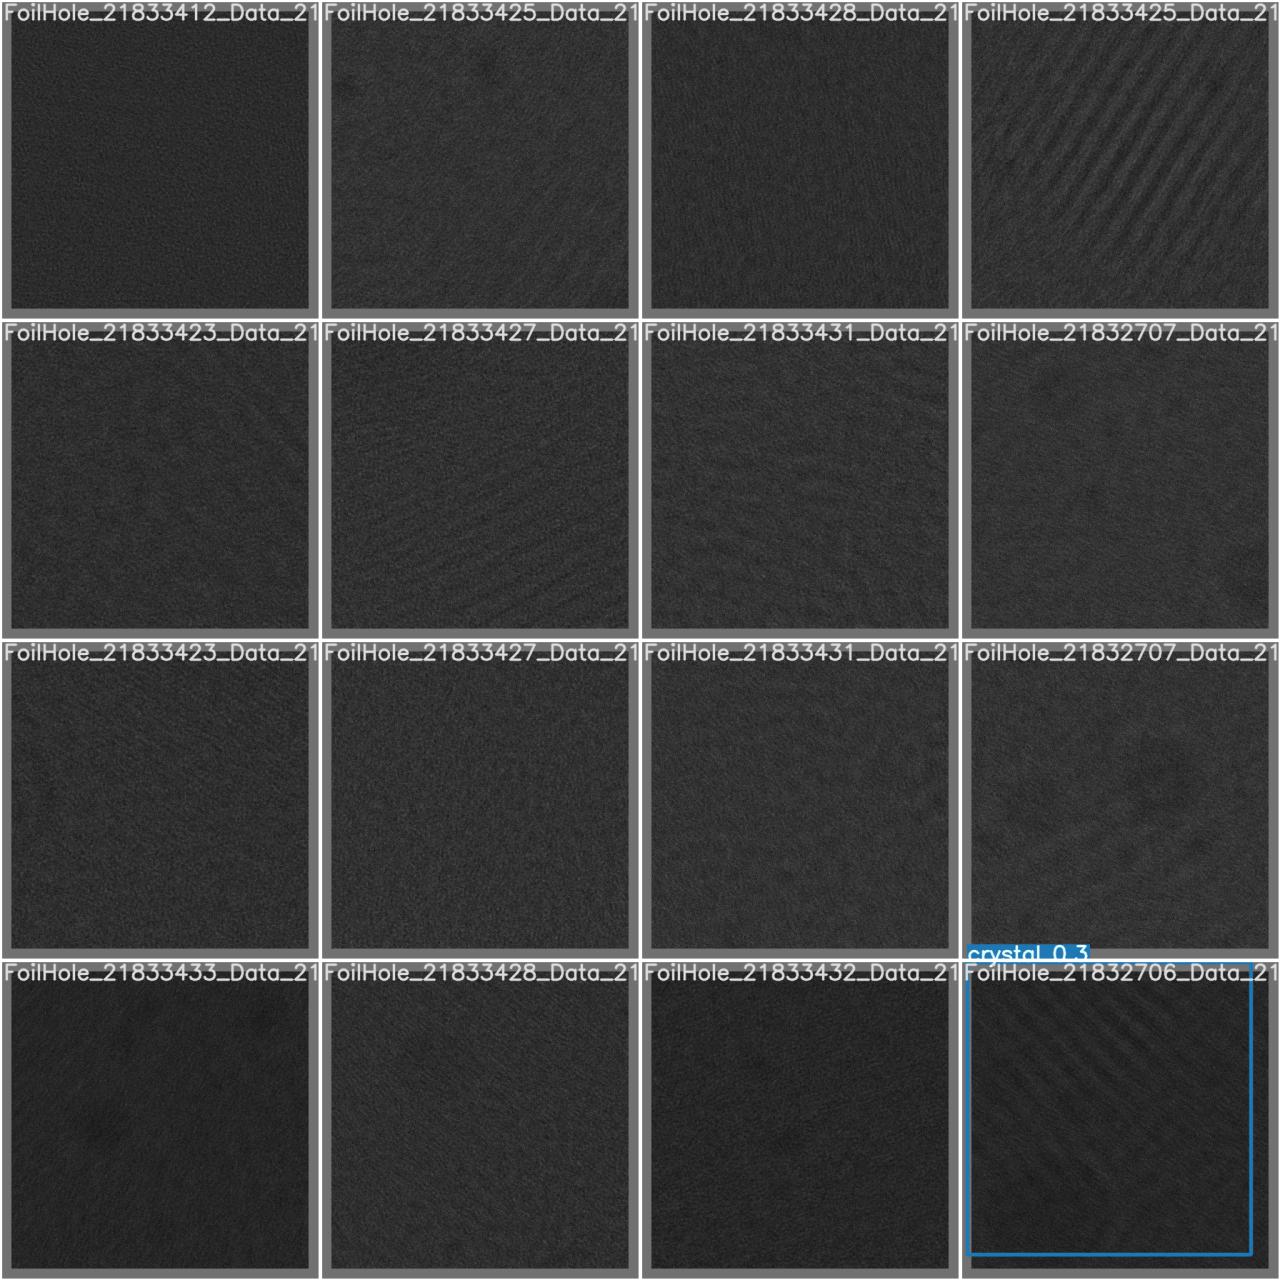 FoilHole_21833412_Data_21
FoilHole_21833425_Data_21
FoilHole_21833428_Data_21
FoilHole_21833425_Data_21
FoilHole_21833423_Data_21
FoilHole_21833427_Data_21
FoilHole_21833431_Data_21
FoilHole_21832707_Data_21
FoilHole_21833423_Data_21
FoilHole_21833427_Data_21
FoilHole_21833431_Data_21
FoilHole_21832707_Data_21
crystal 0.3
FoilHole_21833433_Data_21
FoilHole_21833428_Data_21
FoilHole_21833432_Data_21
FoilHole_21832706_Data_21